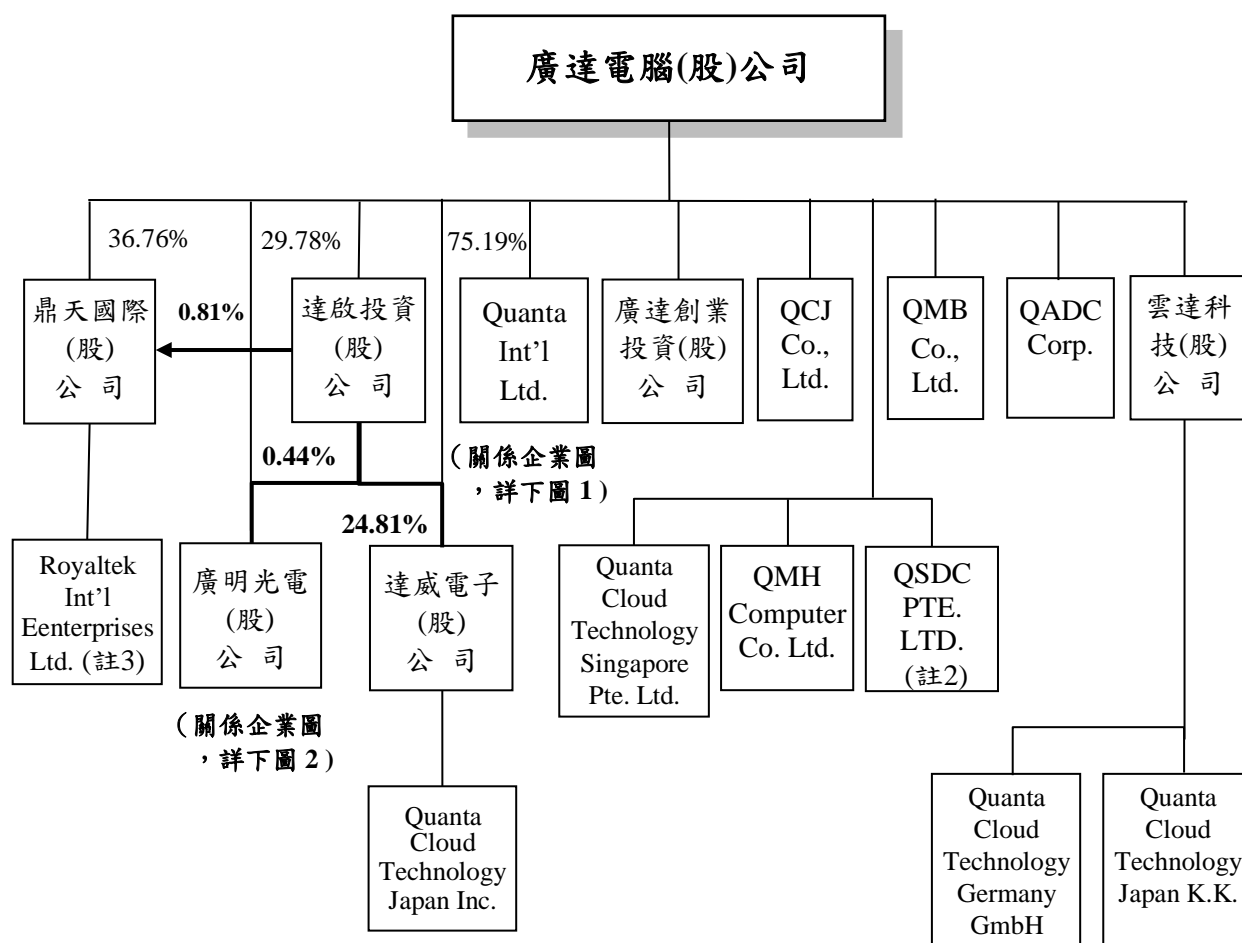 廣達電腦(股)公司
36.76%
29.78%
75.19%
鼎天國際
(股)
公 司
0.81%
達啟投資
(股)
公 司
Quanta
Int’l
Ltd.
廣達創業
投資(股)
公 司
QCJ
Co.,
Ltd.
QMB
Co.,
Ltd.
QADC
Corp.
雲達科
技(股)
公 司
0.44%
(關係企業圖
,詳下圖 1)
24.81%
Royaltek
Int’l
Eenterprises
Ltd. (註3)
廣明光電
(股)
公 司
達威電子
(股)
公 司
Quanta
Cloud
Technology
Singapore
Pte. Ltd.
QMH
Computer
Co. Ltd.
QSDC
PTE.
LTD.
(註2)
(關係企業圖
,詳下圖 2)
Quanta
Cloud
Technology
Japan Inc.
Quanta
Cloud
Technology
Germany
GmbH
Quanta
Cloud
Technology
Japan K.K.